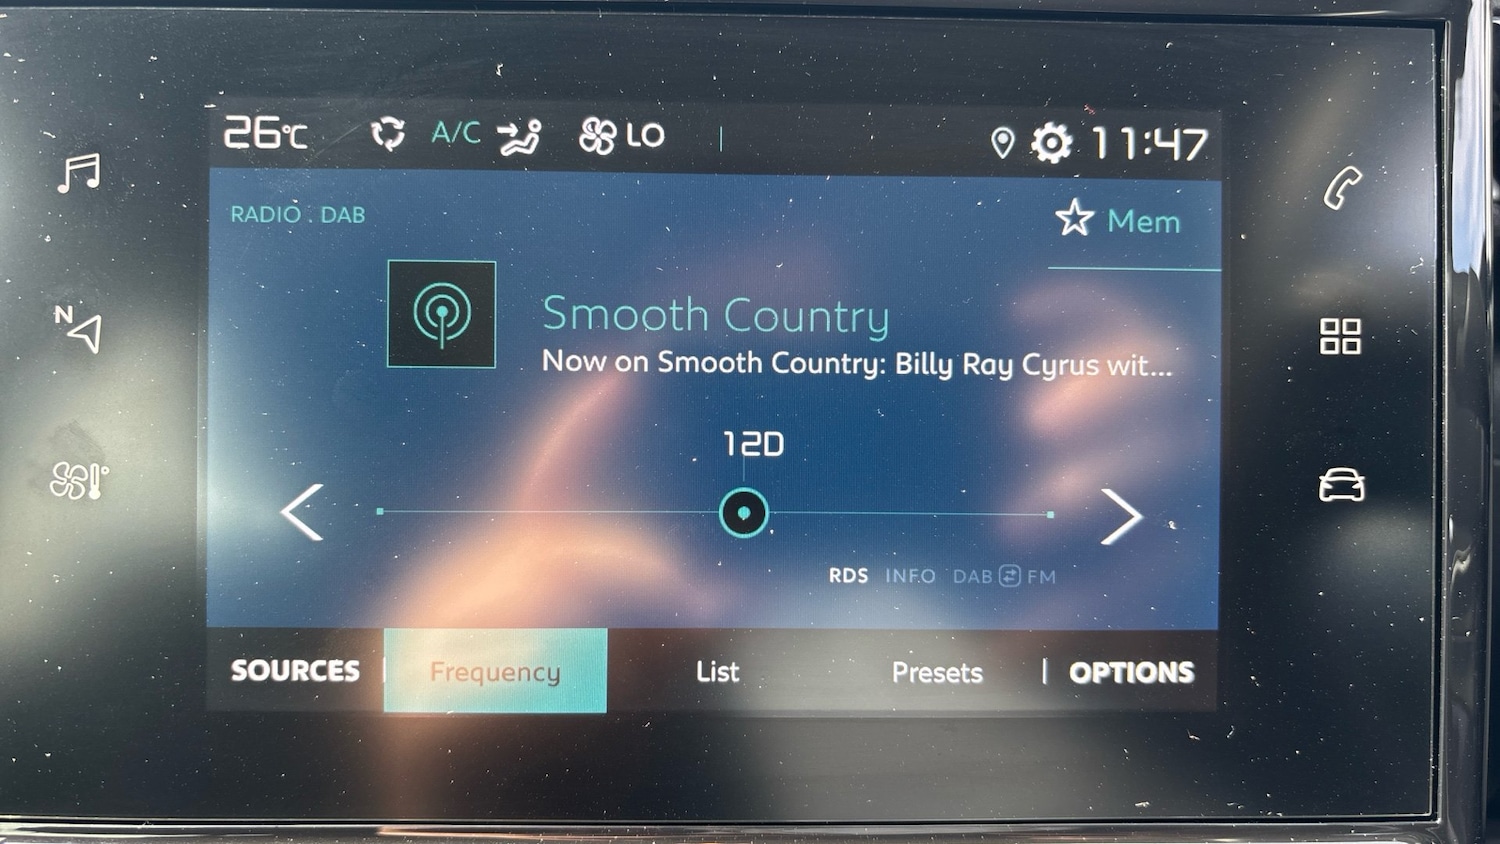 26°C A/C LO 11:47
RADIO . DAB
Mem
Smooth Country
Now on Smooth Country: Billy Ray Cyrus wit...
N
12D
RDS INFO DAB FM
SOURCES Frequency List Presets OPTIONS